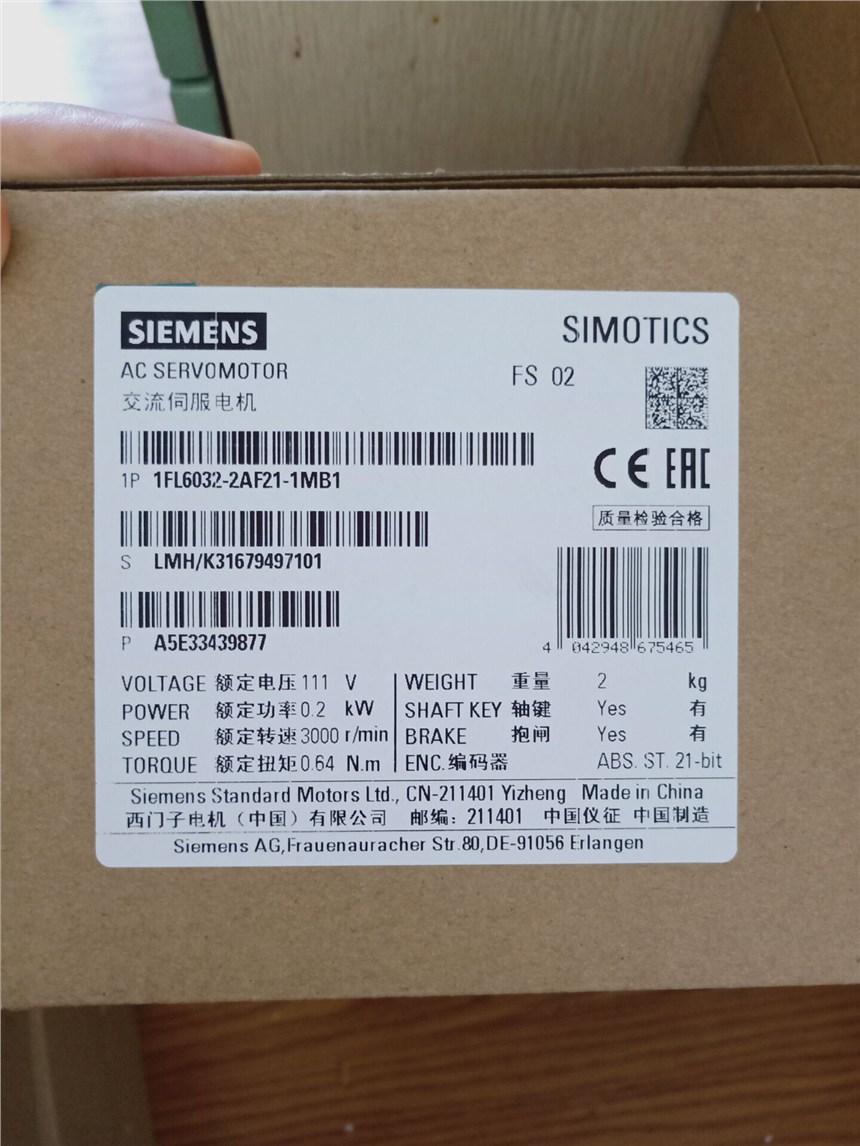 SIEMENS
SIMOTICS
AC SERVOMOTOR
FS 02
交流伺服电机
1P 1FL6032-2AF21-1MB1
CE EAC
质量检验合格
S LMH/K31679497101
P A5E33439877
4 042948 675465
VOLTAGE 额定电压 111 V
POWER 额定功率 0.2 kW
SPEED 额定转速 3000 r/min
TORQUE 额定扭矩 0.64 N.m
WEIGHT 重量 2 kg
SHAFT KEY 轴键 Yes 有
BRAKE 抱闸 Yes 有
ENC. 编码器 ABS. ST. 21-bit
Siemens Standard Motors Ltd., CN-211401 Yizheng Made in China
西门子电机（中国）有限公司 邮编：211401 中国仪征 中国制造
Siemens AG,Frauenauracher Str.80,DE-91056 Erlangen